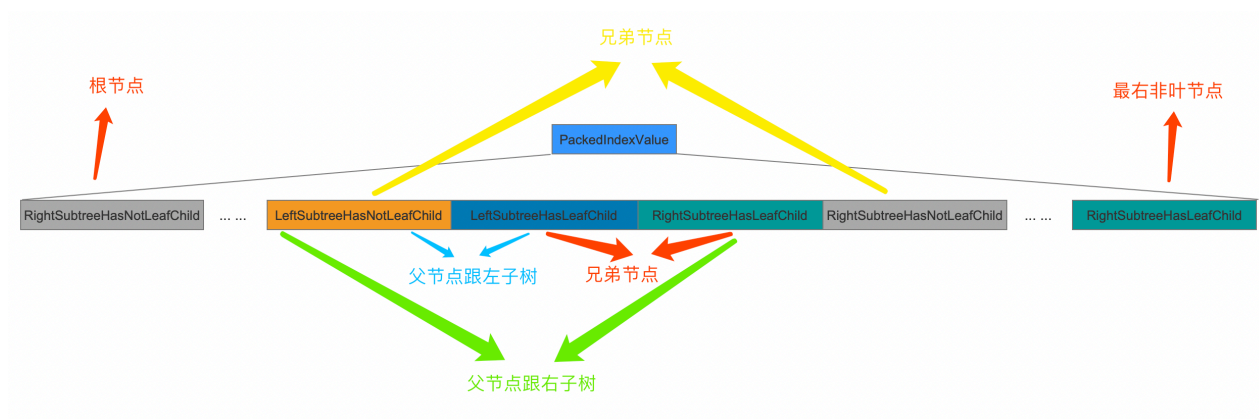 兄弟节点
根节点
最右非叶节点
PackedIndexValue
RightSubtreeHasNotLeafChild
... ...
LeftSubtreeHasNotLeafChild
LeftSubtreeHasLeafChild
RightSubtreeHasLeafChild
RightSubtreeHasNotLeafChild
... ...
RightSubtreeHasLeafChild
父节点跟左子树
兄弟节点
父节点跟右子树